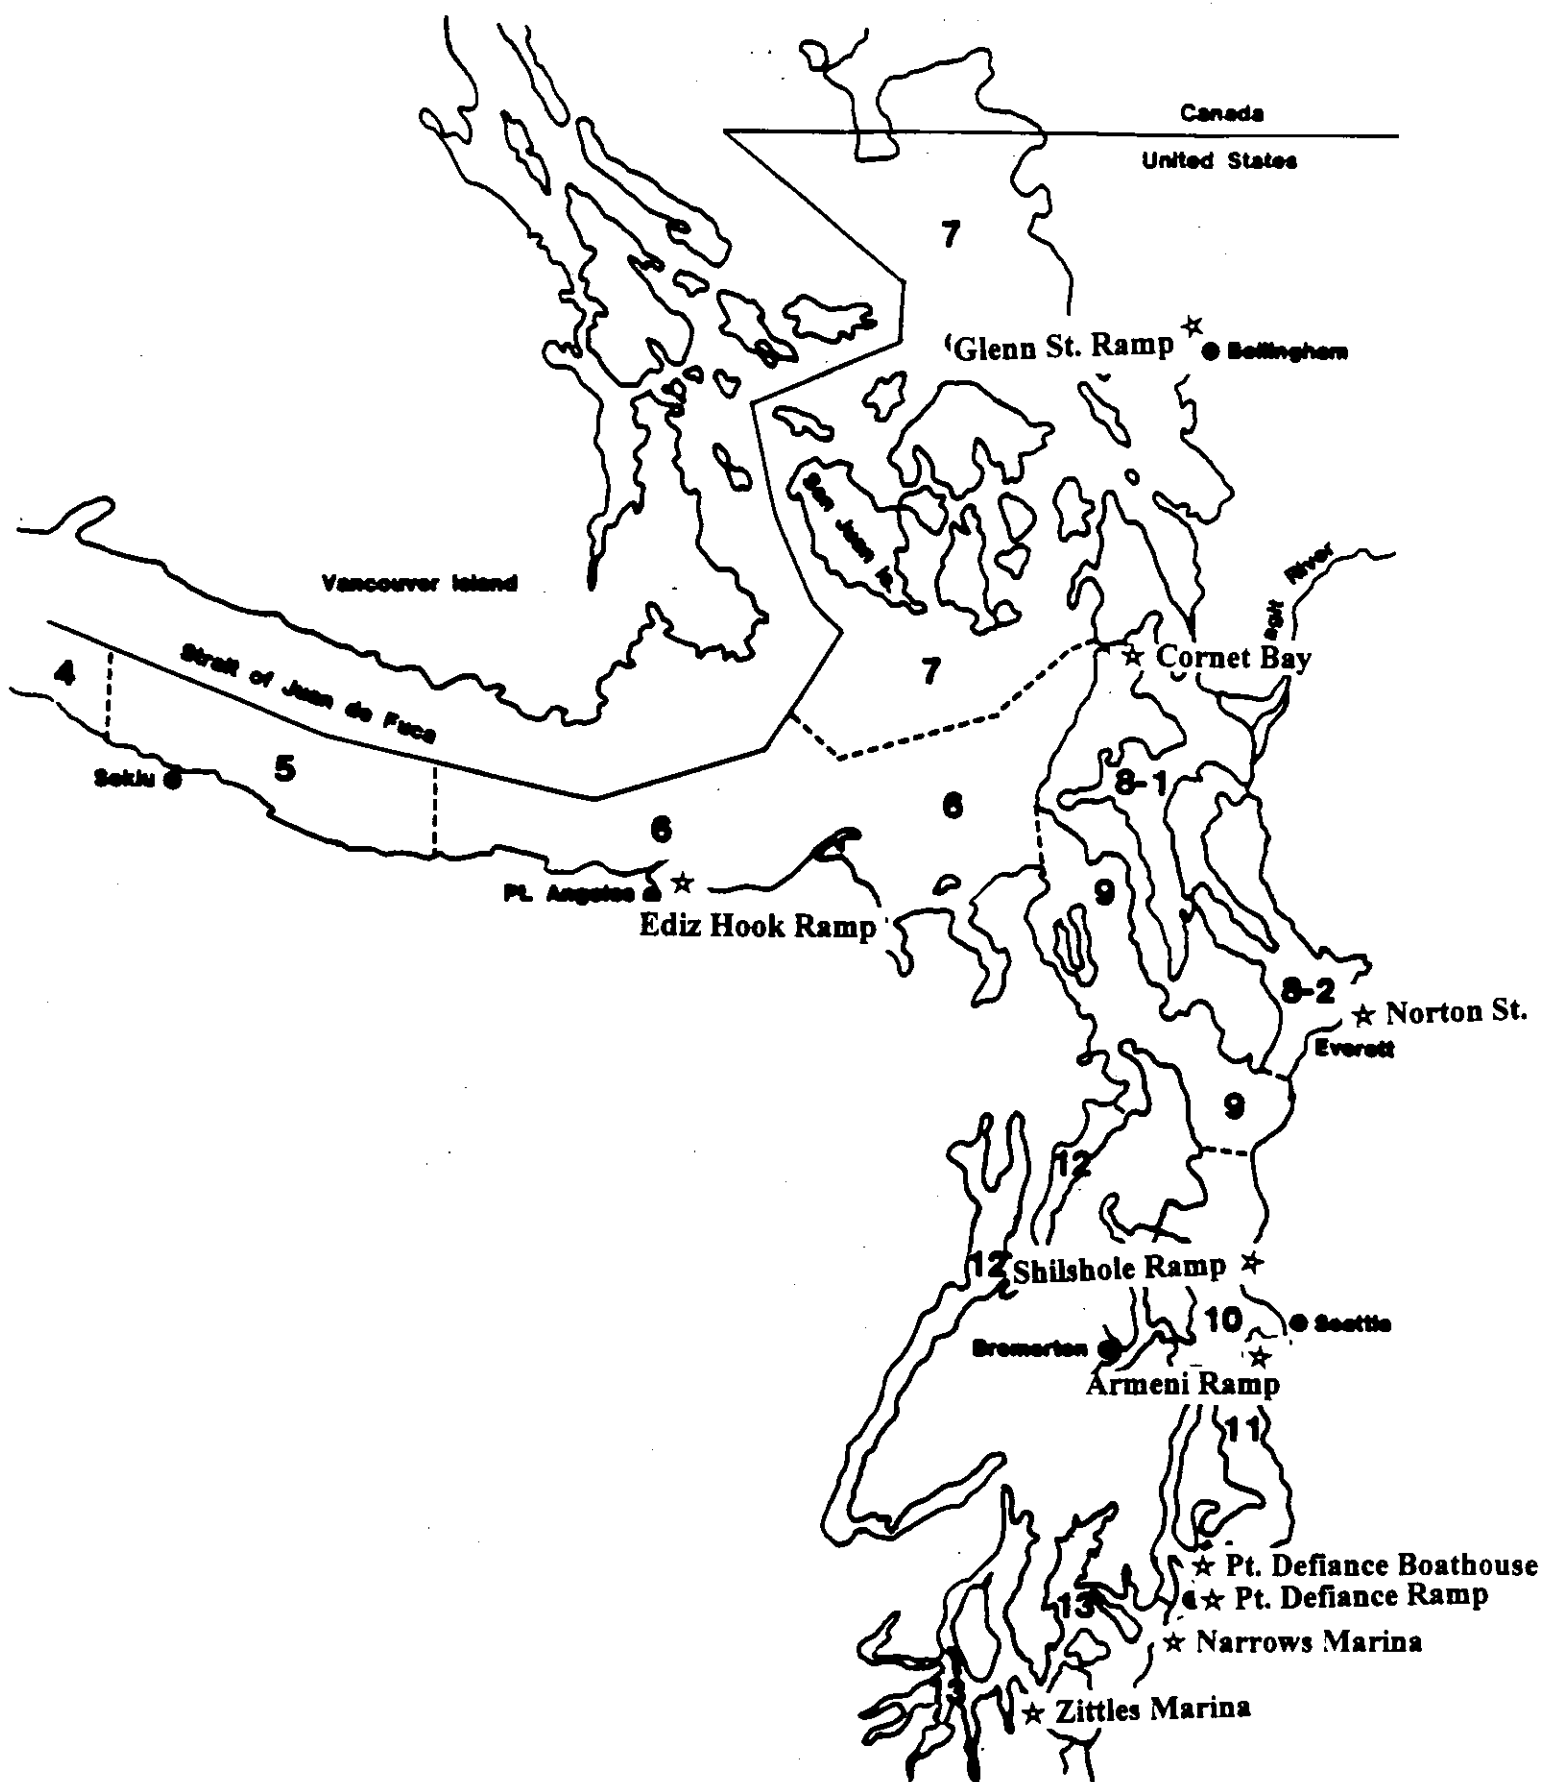 Canada
United States
7
Glenn St. Ramp
Bellingham
San Juan Is.
Vancouver Island
River
agit
Cornet Bay
Strait of Juan de Fuca
4
7
5
Sekiu
8-1
6
6
Pt. Angeles
9
Ediz Hook Ramp
8-2
Norton St.
Everett
9
12
12
Shilshole Ramp
10
Seattle
Bremerton
Armeni Ramp
11
Pt. Defiance Boathouse
Pt. Defiance Ramp
13
Narrows Marina
13
Zittles Marina